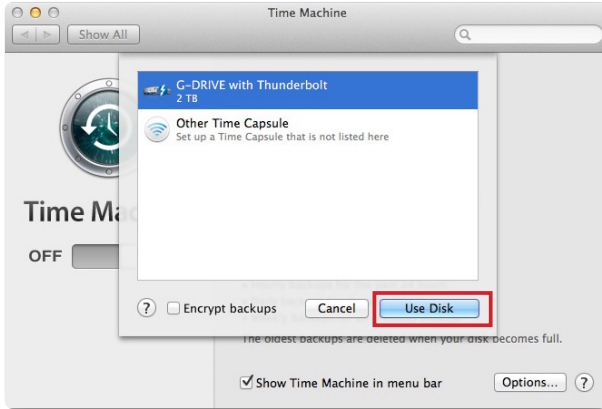 Time Machine
Show All
G-DRIVE with Thunderbolt
2 TB
Other Time Capsule
Set up a Time Capsule that is not listed here
Time Ma
OFF
? Encrypt backups Cancel Use Disk
The oldest backups are deleted when your disk becomes full.
Show Time Machine in menu bar Options... ?